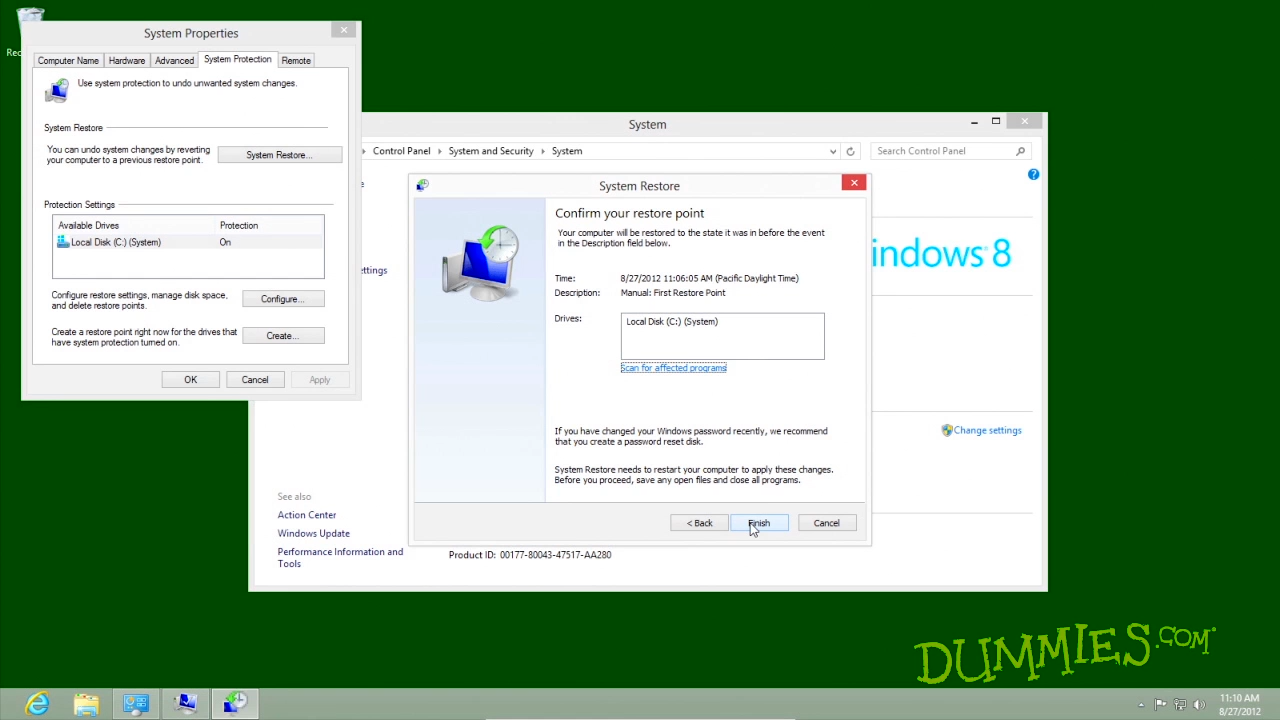 System Properties
Computer Name
Hardware
Advanced
System Protection
Remote
Use system protection to undo unwanted system changes.
System Restore
You can undo system changes by reverting
your computer to a previous restore point.
System Restore...
Protection Settings
Available Drives
Protection
Local Disk (C:) (System)
On
Configure restore settings, manage disk space,
and delete restore points.
Configure...
Create a restore point right now for the drives that
have system protection turned on.
Create...
OK
Cancel
Apply
System
Control Panel
System and Security
System
Search Control Panel
ettings
indows 8
Change settings
See also
Action Center
Windows Update
Performance Information and
Tools
Product ID: 00177-80043-47517-AA280
System Restore
Confirm your restore point
Your computer will be restored to the state it was in before the event
in the Description field below.
Time: 8/27/2012 11:06:05 AM (Pacific Daylight Time)
Description: Manual: First Restore Point
Drives:
Local Disk (C:) (System)
Scan for affected programs
If you have changed your Windows password recently, we recommend
that you create a password reset disk.
System Restore needs to restart your computer to apply these changes.
Before you proceed, save any open files and close all programs.
< Back
Finish
Cancel
DUMMIES.COM
11:10 AM
8/27/2012